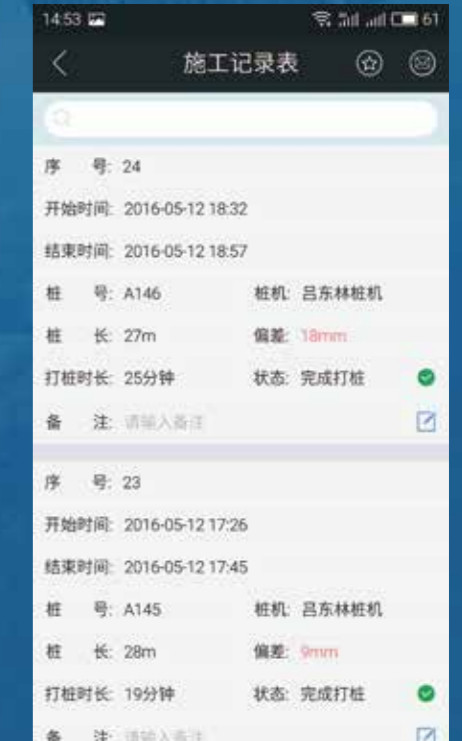 14:53 61
施工记录表
序 号: 24
开始时间: 2016-05-12 18:32
结束时间: 2016-05-12 18:57
桩 号: A146 桩机: 吕东林桩机
桩 长: 27m 偏差: 18mm
打桩时长: 25分钟 状态: 完成打桩
备 注: 请输入备注
序 号: 23
开始时间: 2016-05-12 17:26
结束时间: 2016-05-12 17:45
桩 号: A145 桩机: 吕东林桩机
桩 长: 28m 偏差: 9mm
打桩时长: 19分钟 状态: 完成打桩
备 注: 请输入备注